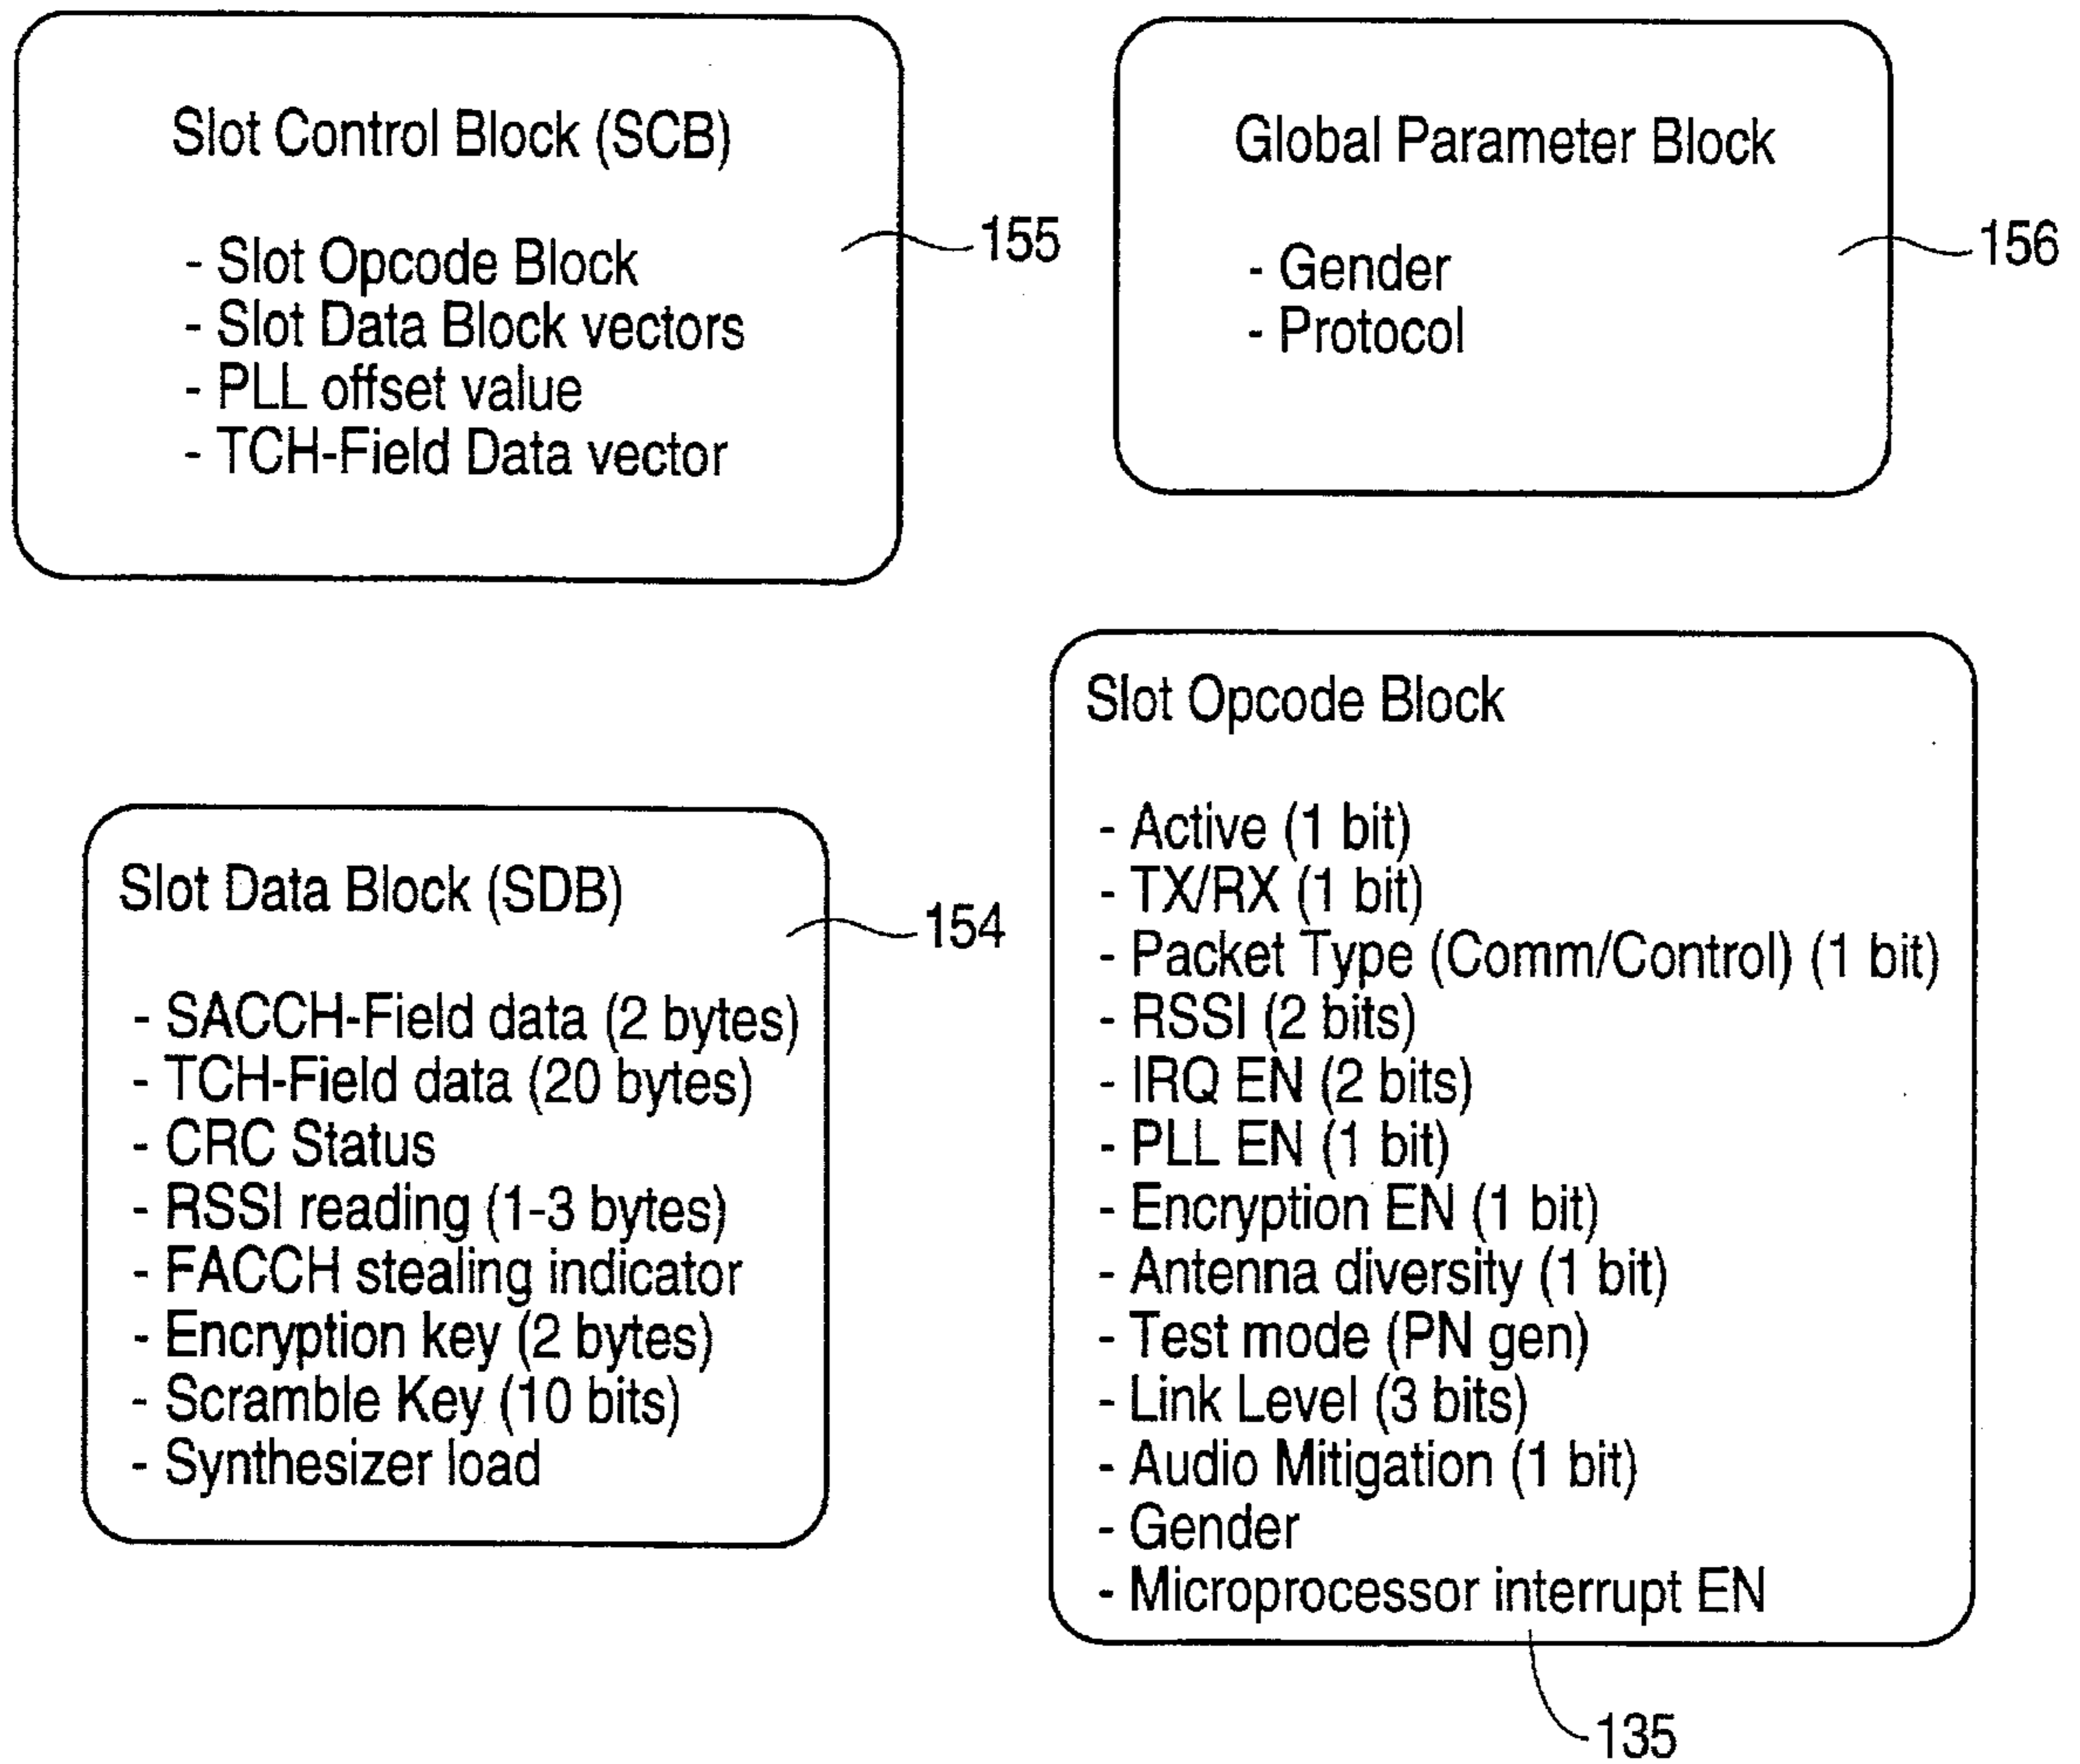 Slot Control Block (SCB)
- Slot Opcode Block
- Slot Data Block vectors
- PLL offset value
- TCH-Field Data vector
155
Global Parameter Block
- Gender
- Protocol
156
Slot Data Block (SDB)
- SACCH-Field data (2 bytes)
- TCH-Field data (20 bytes)
- CRC Status
- RSSI reading (1-3 bytes)
- FACCH stealing indicator
- Encryption key (2 bytes)
- Scramble Key (10 bits)
- Synthesizer load
154
Slot Opcode Block
- Active (1 bit)
- TX/RX (1 bit)
- Packet Type (Comm/Control) (1 bit)
- RSSI (2 bits)
- IRQ EN (2 bits)
- PLL EN (1 bit)
- Encryption EN (1 bit)
- Antenna diversity (1 bit)
- Test mode (PN gen)
- Link Level (3 bits)
- Audio Mitigation (1 bit)
- Gender
- Microprocessor interrupt EN
135